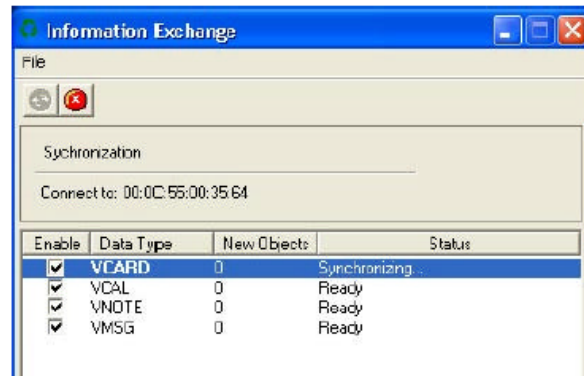 Information Exchange
File
Sychronization
Connect to: 00:0C:55:00:35:64
Enable Data Type New Objects Status
VCARD 0 Synchronizing...
VCAL 0 Ready
VNOTE 0 Ready
VMSG 0 Ready